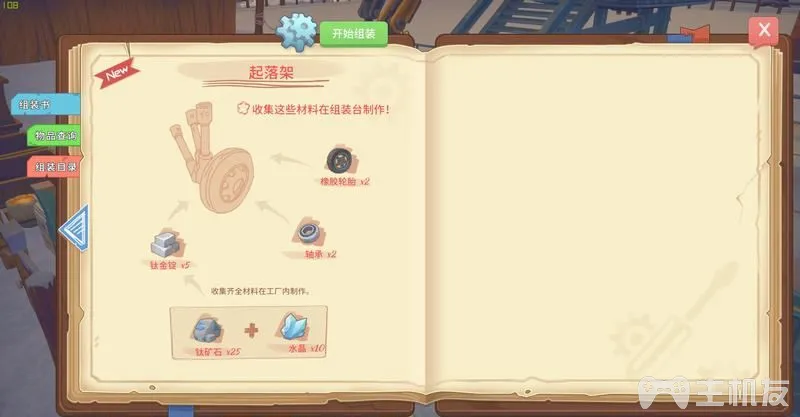 108
开始组装
New
起落架
收集这些材料在组装台制作!
组装书
物品查询
组装目录
橡胶轮胎 x2
轴承 x2
钛金锭 x5
收集齐全材料在工厂内制作。
钛矿石 x25
水晶 x10
X
主机友